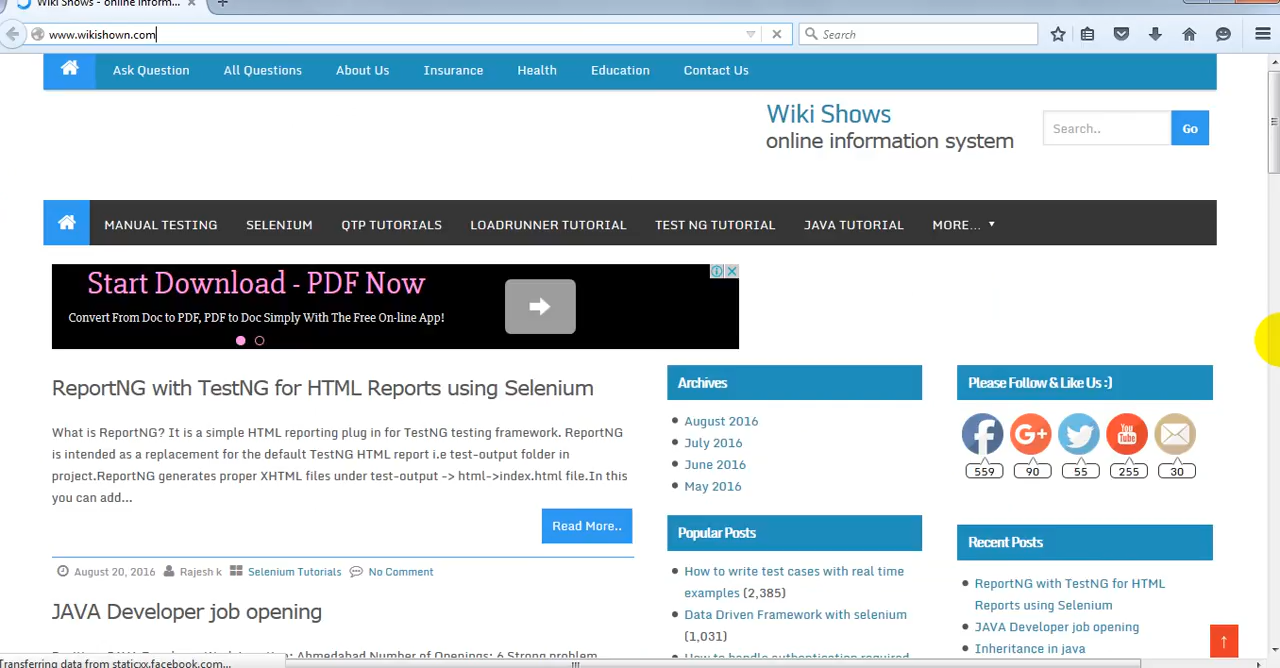 Wiki Shows - online inform...
www.wikishown.com
Search
Ask Question All Questions About Us Insurance Health Education Contact Us
Wiki Shows
online information system
Search..
Go
MANUAL TESTING SELENIUM QTP TUTORIALS LOADRUNNER TUTORIAL TEST NG TUTORIAL JAVA TUTORIAL MORE...
Start Download - PDF Now
Convert From Doc to PDF, PDF to Doc Simply With The Free On-line App!
ReportNG with TestNG for HTML Reports using Selenium
What is ReportNG? It is a simple HTML reporting plug in for TestNG testing framework. ReportNG
is intended as a replacement for the default TestNG HTML report i.e test-output folder in
project.ReportNG generates proper XHTML files under test-output -> html->index.html file.In this
you can add...
Read More..
August 20, 2016 Rajesh k Selenium Tutorials No Comment
JAVA Developer job opening
Archives
August 2016
July 2016
June 2016
May 2016
Popular Posts
How to write test cases with real time
examples (2,385)
Data Driven Framework with selenium
(1,031)
How to handle authentication required
Please Follow & Like Us :)
559 90 55 255 30
Recent Posts
ReportNG with TestNG for HTML
Reports using Selenium
JAVA Developer job opening
Inheritance in java
Transferring data from staticxx.facebook.com...